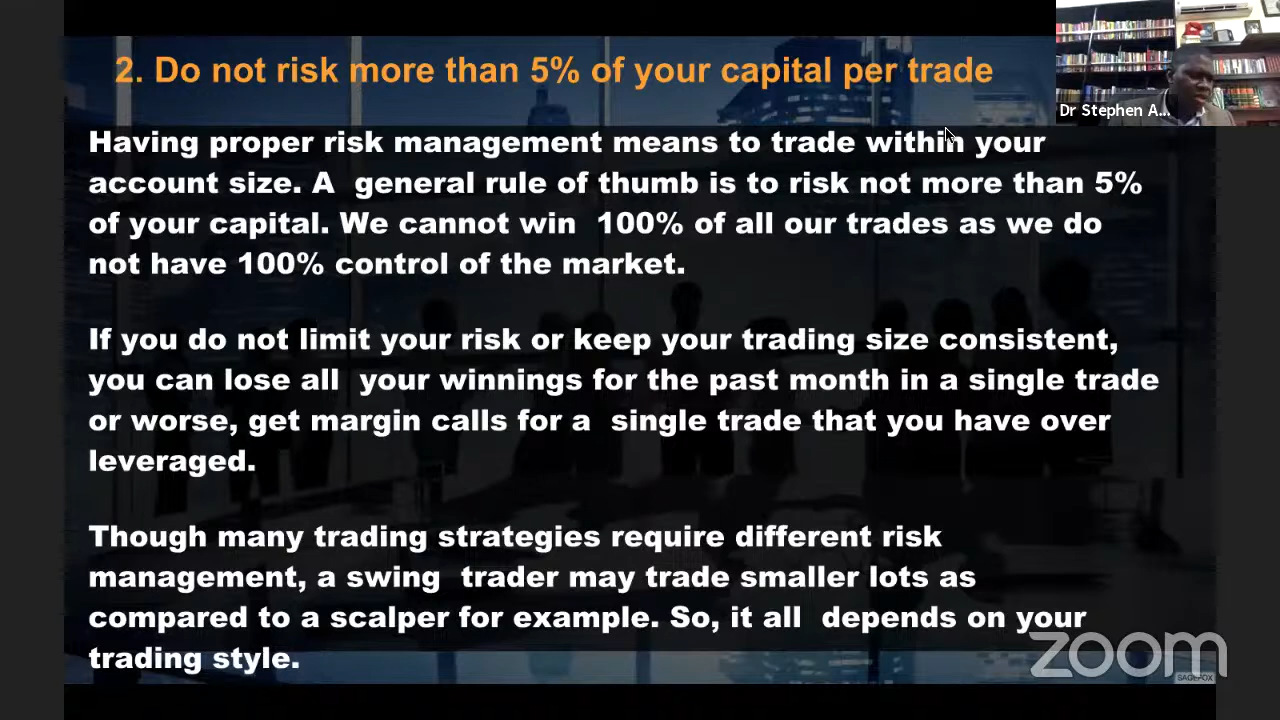 2. Do not risk more than 5% of your capital per trade
Dr Stephen A...
Having proper risk management means to trade within your
account size. A general rule of thumb is to risk not more than 5%
of your capital. We cannot win 100% of all our trades as we do
not have 100% control of the market.
If you do not limit your risk or keep your trading size consistent,
you can lose all your winnings for the past month in a single trade
or worse, get margin calls for a single trade that you have over
leveraged.
Though many trading strategies require different risk
management, a swing trader may trade smaller lots as
compared to a scalper for example. So, it all depends on your
trading style.
zoom
SAGEFOX